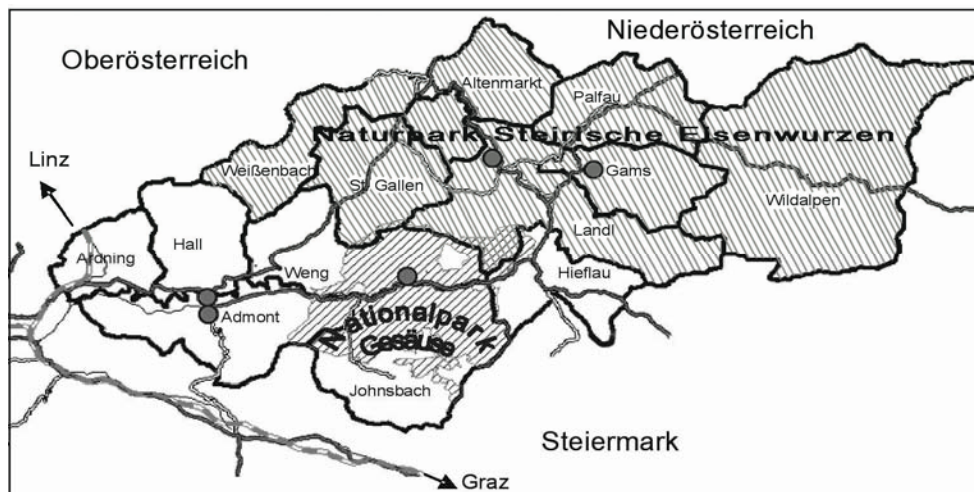 Niederösterreich
Oberösterreich
Altenmarkt
Palfau
Naturpark Steirische Eisenwurzen
Linz
Weißenbach
St. Gallen
Gams
Wildalpen
Landl
Hall
Ardning
Weng
Hieflau
Admont
Nationalpark
Gesäuse
Johnsbach
Steiermark
Graz